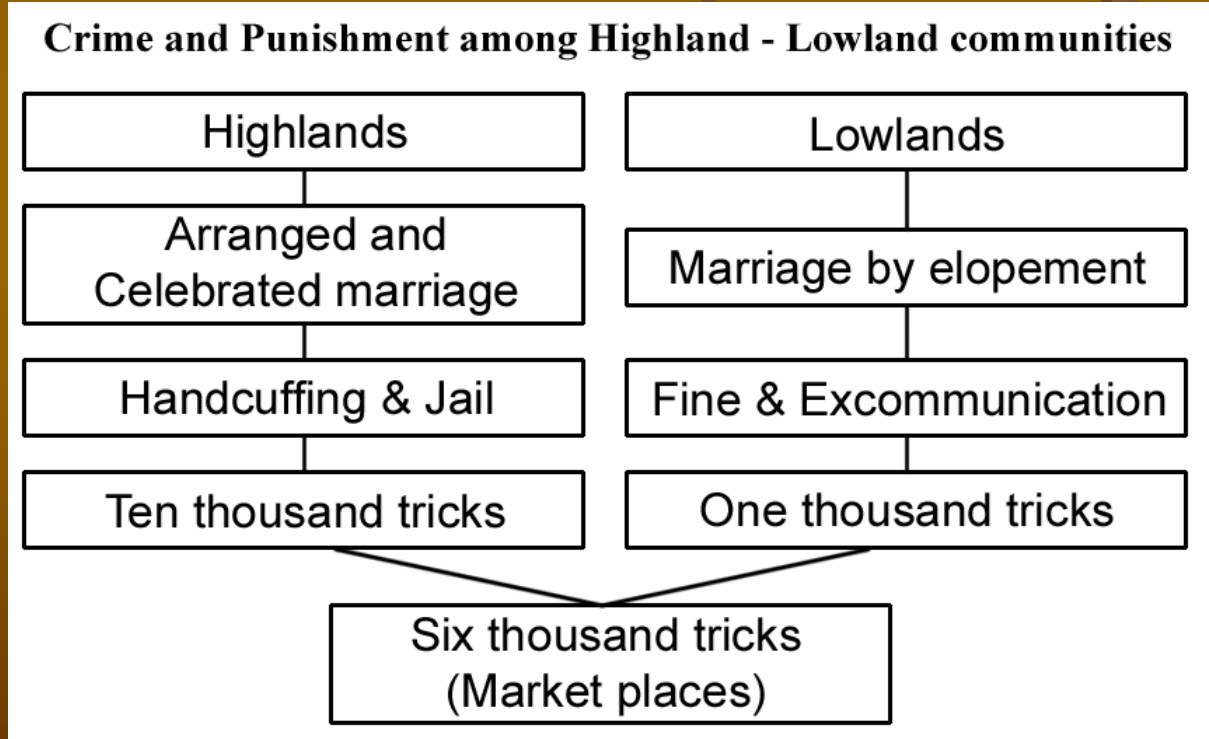 Crime and Punishment among Highland - Lowland communities
Highlands
Arranged and
Celebrated marriage
Handcuffing & Jail
Ten thousand tricks
Lowlands
Marriage by elopement
Fine & Excommunication
One thousand tricks
Six thousand tricks
(Market places)